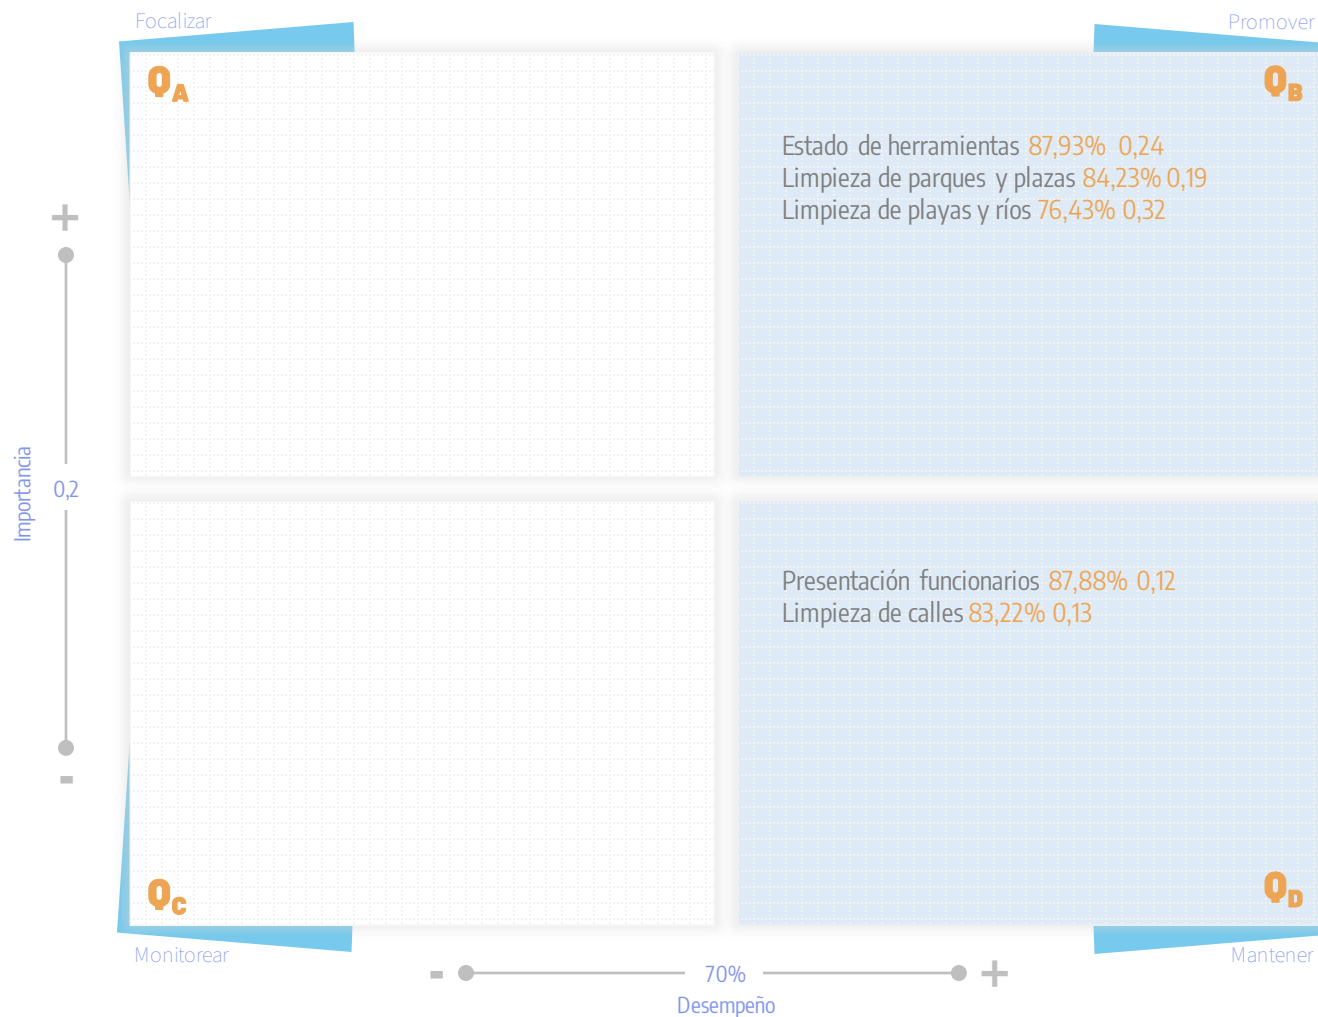 Focalizar
Promover
QA
QB
Estado de herramientas 87,93% 0,24
Limpieza de parques y plazas 84,23% 0,19
Limpieza de playas y ríos 76,43% 0,32
+
Importancia
0,2
-
Presentación funcionarios 87,88% 0,12
Limpieza de calles 83,22% 0,13
QC
QD
Monitorear
Mantener
- 70% +
Desempeño